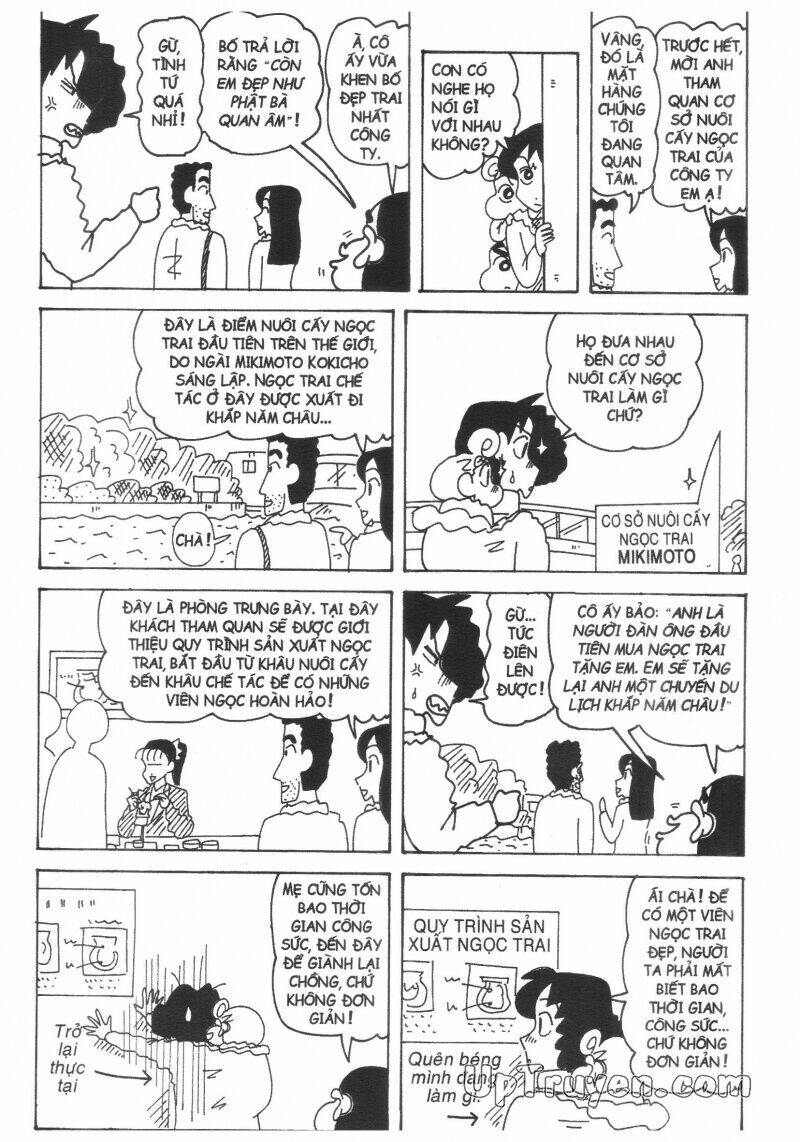 TRƯỚC HẾT,
MỜI ANH
THAM
QUAN CƠ
SỞ NUÔI
CẤY NGỌC
TRAI CỦA
CÔNG TY
EM Ạ!
VÂNG,
ĐÓ LÀ
MẶT
HÀNG
CHÚNG
TÔI
ĐANG
QUAN
TÂM.
CON CÓ
NGHE HỌ
NÓI GÌ
VỚI NHAU
KHÔNG?
À, CÔ
ẤY VỪA
KHEN BỐ
ĐẸP TRAI
NHẤT
CÔNG
TY.
BỐ TRẢ LỜI
RẰNG "CÒN
EM ĐẸP NHƯ
PHẬT BÀ
QUAN ÂM"!
GỪ,
TÌNH
TỨ
QUÁ
NHỈ!
HỌ ĐƯA NHAU
ĐẾN CƠ SỞ
NUÔI CẤY NGỌC
TRAI LÀM GÌ
CHỨ?
CƠ SỞ NUÔI CẤY
NGỌC TRAI
MIKIMOTO
ĐÂY LÀ ĐIỂM NUÔI CẤY NGỌC
TRAI ĐẦU TIÊN TRÊN THẾ GIỚI,
DO NGÀI MIKIMOTO KOKICHO
SÁNG LẬP. NGỌC TRAI CHẾ
TÁC Ở ĐÂY ĐƯỢC XUẤT ĐI
KHẮP NĂM CHÂU...
CHÀ!
CÔ ẤY BẢO: "ANH LÀ
NGƯỜI ĐÀN ÔNG ĐẦU
TIÊN MUA NGỌC TRAI
TẶNG EM. EM SẼ TẶNG
LẠI ANH MỘT CHUYẾN DU
LỊCH KHẮP NĂM CHÂU!"
GỪ...
TỨC
ĐIÊN
LÊN
ĐƯỢC!
ĐÂY LÀ PHÒNG TRƯNG BÀY. TẠI ĐÂY
KHÁCH THAM QUAN SẼ ĐƯỢC GIỚI
THIỆU QUY TRÌNH SẢN XUẤT NGỌC
TRAI, BẮT ĐẦU TỪ KHÂU NUÔI CẤY
ĐẾN KHÂU CHẾ TÁC ĐỂ CÓ NHỮNG
VIÊN NGỌC HOÀN HẢO!
ÁI CHÀ! ĐỂ
CÓ MỘT VIÊN
NGỌC TRAI
ĐẸP, NGƯỜI
TA PHẢI MẤT
BIẾT BAO
THỜI GIAN,
CÔNG SỨC...
CHỨ KHÔNG
ĐƠN GIẢN!
QUY TRÌNH SẢN
XUẤT NGỌC TRAI
Quên béng
mình đang
làm gì.
MẸ CŨNG TỐN
BAO THỜI
GIAN CÔNG
SỨC, ĐẾN ĐÂY
ĐỂ GIÀNH LẠI
CHỒNG, CHỨ
KHÔNG ĐƠN
GIẢN!
Trở
lại
thực
tại
UpTruyen.com